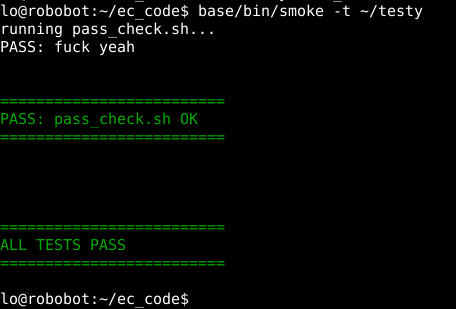 lo@robobot:~/ec_code$ base/bin/smoke -t ~/testy
running pass_check.sh...
PASS: fuck yeah
=========================
PASS: pass_check.sh OK
=========================
=========================
ALL TESTS PASS
=========================
lo@robobot:~/ec_code$